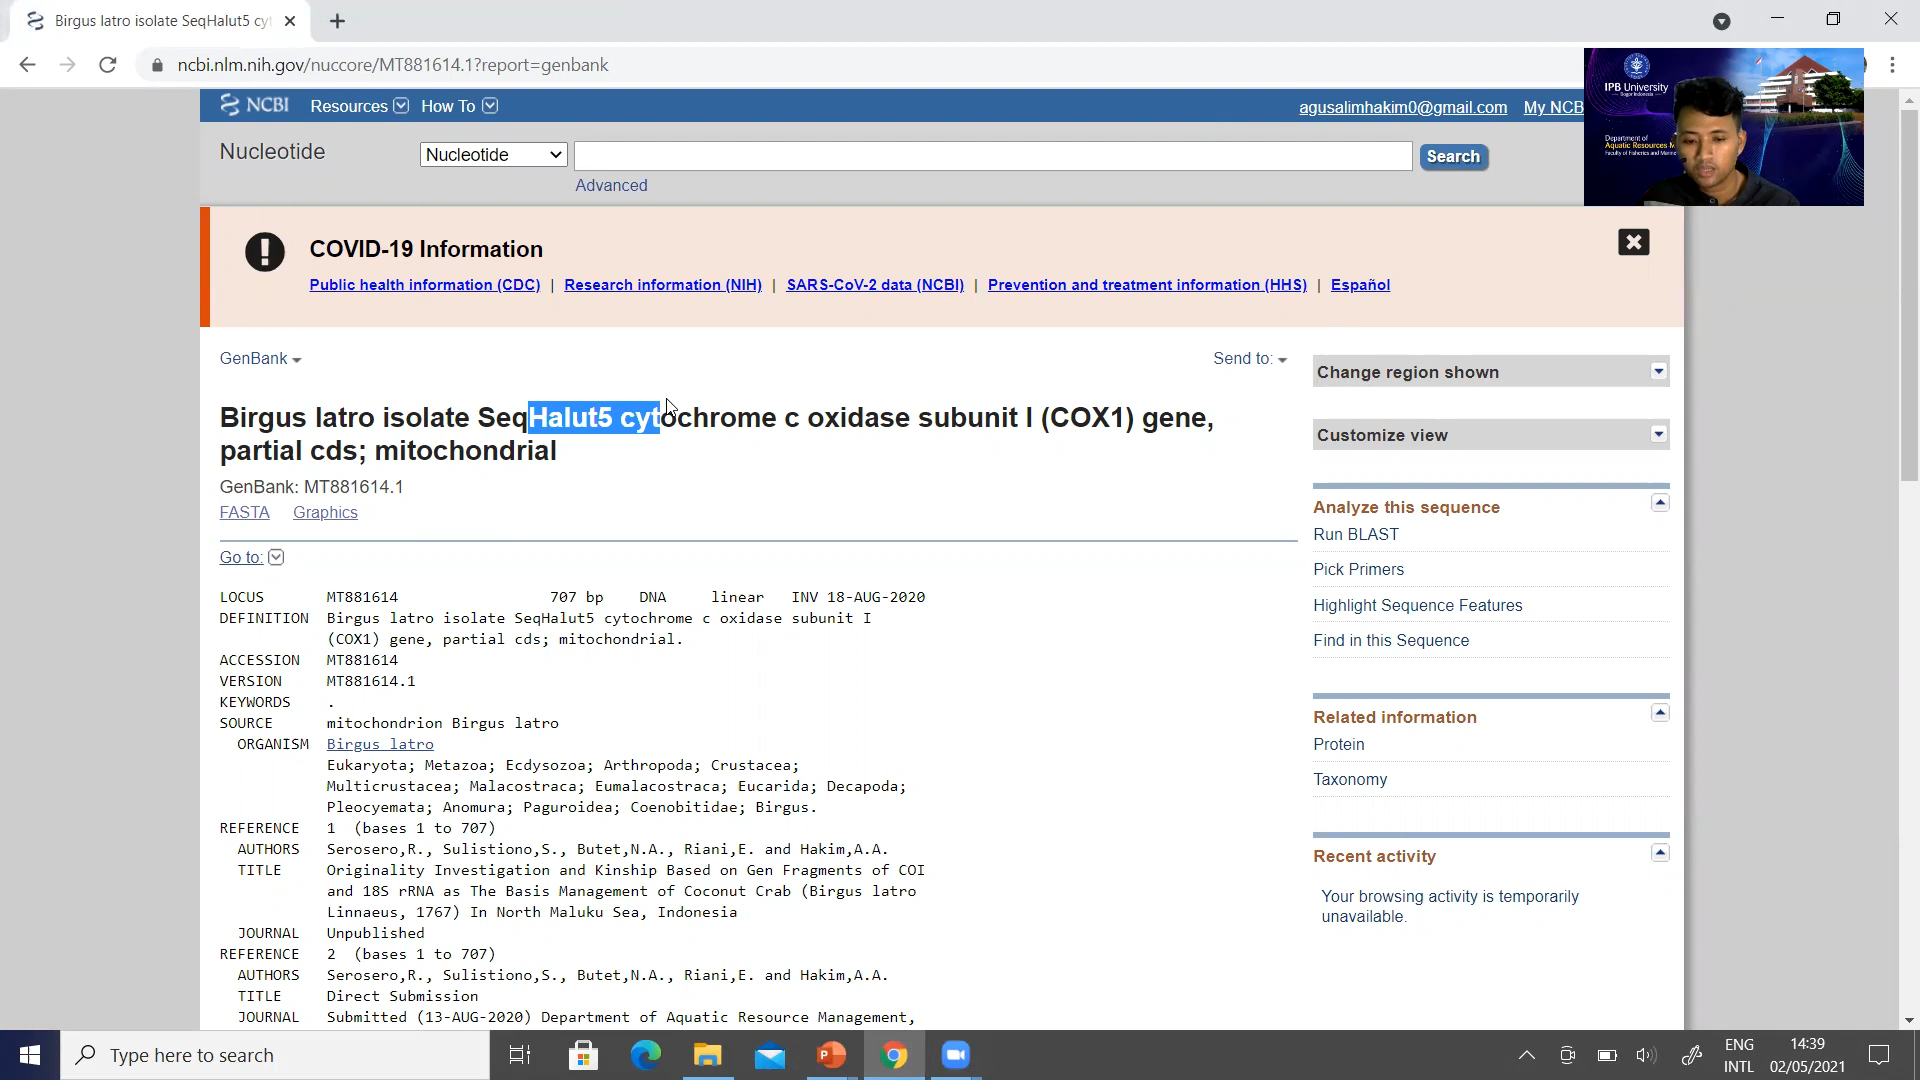 Birgus latro isolate SeqHalut5 cyt
ncbi.nlm.nih.gov/nuccore/MT881614.1?report=genbank
IPB University
Bogor Indonesia
Department of
Aquatic Resources M
Faculty of Fisheries and Marine
NCBI Resources How To agusalimhakim0@gmail.com My NCB
Nucleotide Nucleotide Search
Advanced
COVID-19 Information
Public health information (CDC) | Research information (NIH) | SARS-CoV-2 data (NCBI) | Prevention and treatment information (HHS) | Español
GenBank Send to:
Birgus latro isolate SeqHalut5 cytochrome c oxidase subunit I (COX1) gene,
partial cds; mitochondrial
GenBank: MT881614.1
FASTA Graphics
Go to:
LOCUS MT881614 707 bp DNA linear INV 18-AUG-2020
DEFINITION Birgus latro isolate SeqHalut5 cytochrome c oxidase subunit I
(COX1) gene, partial cds; mitochondrial.
ACCESSION MT881614
VERSION MT881614.1
KEYWORDS .
SOURCE mitochondrion Birgus latro
ORGANISM Birgus latro
Eukaryota; Metazoa; Ecdysozoa; Arthropoda; Crustacea;
Multicrustacea; Malacostraca; Eumalacostraca; Eucarida; Decapoda;
Pleocyemata; Anomura; Paguroidea; Coenobitidae; Birgus.
REFERENCE 1 (bases 1 to 707)
AUTHORS Serosero,R., Sulistiono,S., Butet,N.A., Riani,E. and Hakim,A.A.
TITLE Originality Investigation and Kinship Based on Gen Fragments of COI
and 18S rRNA as The Basis Management of Coconut Crab (Birgus latro
Linnaeus, 1767) In North Maluku Sea, Indonesia
JOURNAL Unpublished
REFERENCE 2 (bases 1 to 707)
AUTHORS Serosero,R., Sulistiono,S., Butet,N.A., Riani,E. and Hakim,A.A.
TITLE Direct Submission
JOURNAL Submitted (13-AUG-2020) Department of Aquatic Resource Management,
Change region shown
Customize view
Analyze this sequence
Run BLAST
Pick Primers
Highlight Sequence Features
Find in this Sequence
Related information
Protein
Taxonomy
Recent activity
Your browsing activity is temporarily
unavailable.
Type here to search
ENG
INTL
14:39
02/05/2021